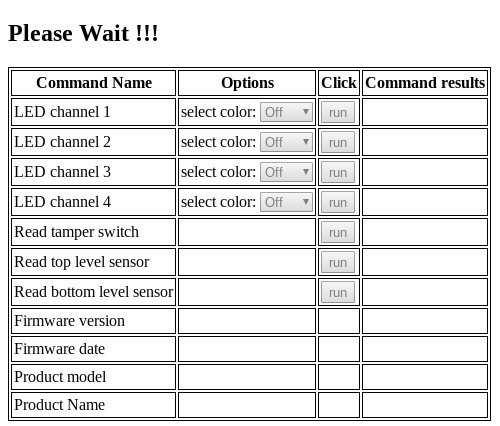 Please Wait !!!
Command Name Options Click Command results
LED channel 1 select color: Off run
LED channel 2 select color: Off run
LED channel 3 select color: Off run
LED channel 4 select color: Off run
Read tamper switch run
Read top level sensor run
Read bottom level sensor run
Firmware version
Firmware date
Product model
Product Name